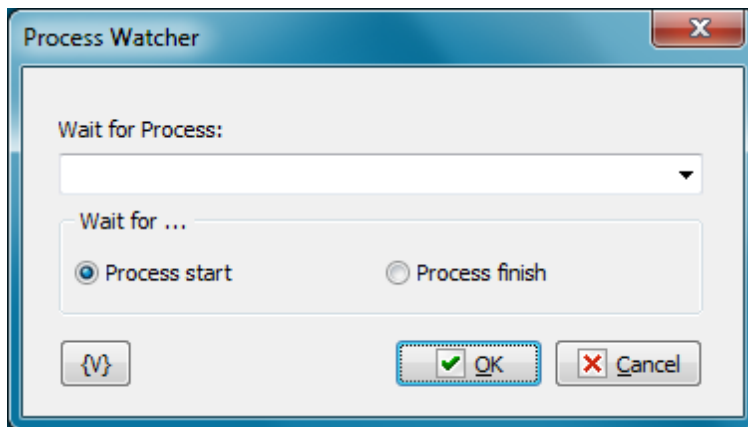 Process Watcher
Wait for Process:
Wait for ...
Process start Process finish
{V} OK Cancel